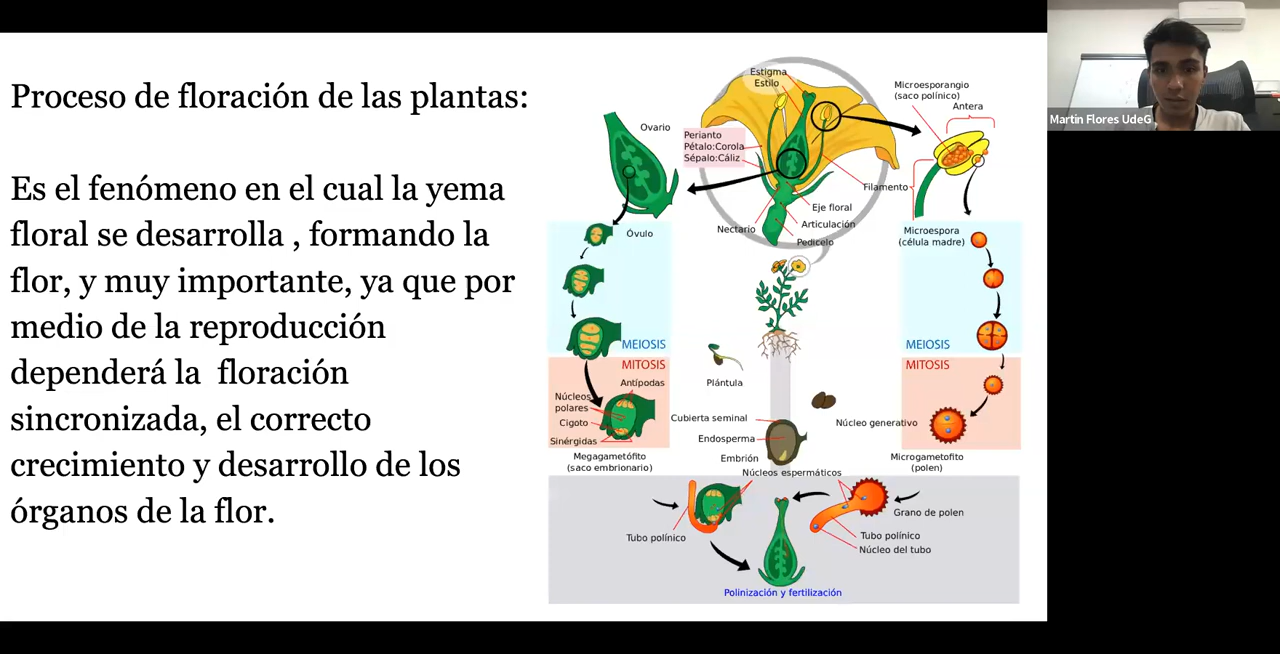 Proceso de floración de las plantas:
Es el fenómeno en el cual la yema
floral se desarrolla , formando la
flor, y muy importante, ya que por
medio de la reproducción
dependerá la  floración
sincronizada, el correcto
crecimiento y desarrollo de los
órganos de la flor.
Estigma
Estilo
Microesporangio
(saco polínico)
Antera
Ovario
Perianto
Pétalo:Corola
Sépalo:Cáliz
Filamento
Eje floral
Articulación
Nectario
Pedicelo
Óvulo
Microespora
(célula madre)
MEIOSIS
MITOSIS
MEIOSIS
MITOSIS
Antípodas
Núcleos
polares
Cigoto
Sinérgidas
Megagametófito
(saco embrionario)
Plántula
Cubierta seminal
Endosperma
Embrión
Núcleo generativo
Microgametofito
(polen)
Núcleos espermáticos
Grano de polen
Tubo polínico
Tubo polínico
Núcleo del tubo
Polinización y fertilización
Martin Flores UdeG